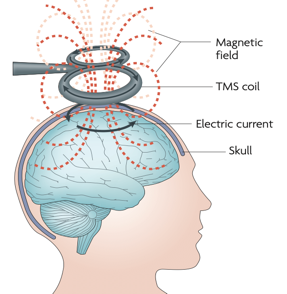 Magnetic
field
TMS coil
Electric current
Skull